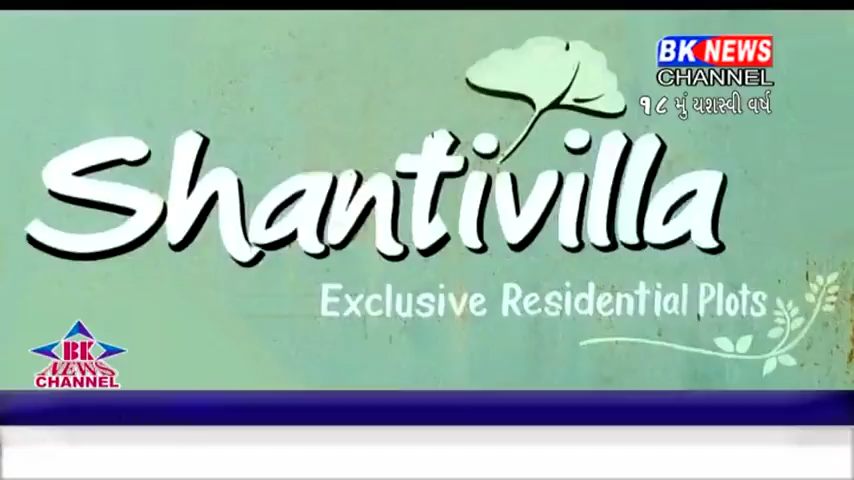 BK NEWS
CHANNEL
૧૮ મું યશસ્વી વર્ષ
Shantivilla
Exclusive Residential Plots
BK
NEWS
CHANNEL